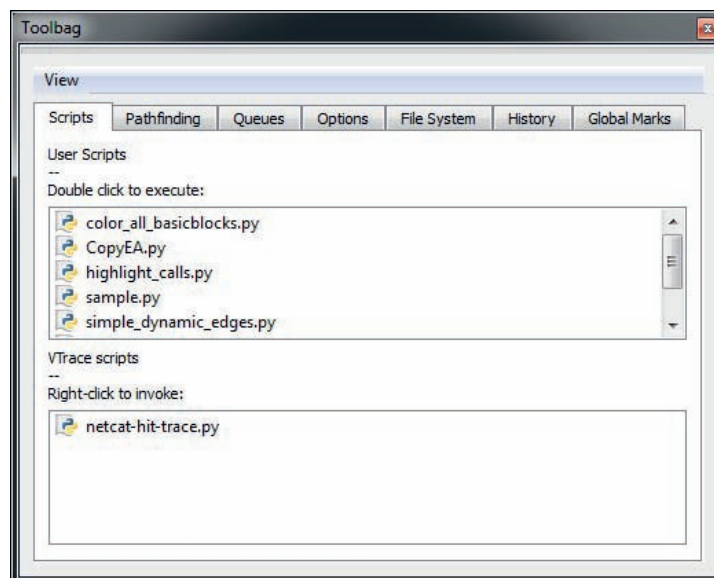 Toolbag
View
Scripts Pathfinding Queues Options File System History Global Marks
User Scripts
--
Double click to execute:
color_all_basicblocks.py
CopyEA.py
highlight_calls.py
sample.py
simple_dynamic_edges.py
VTrace scripts
--
Right-click to invoke:
netcat-hit-trace.py